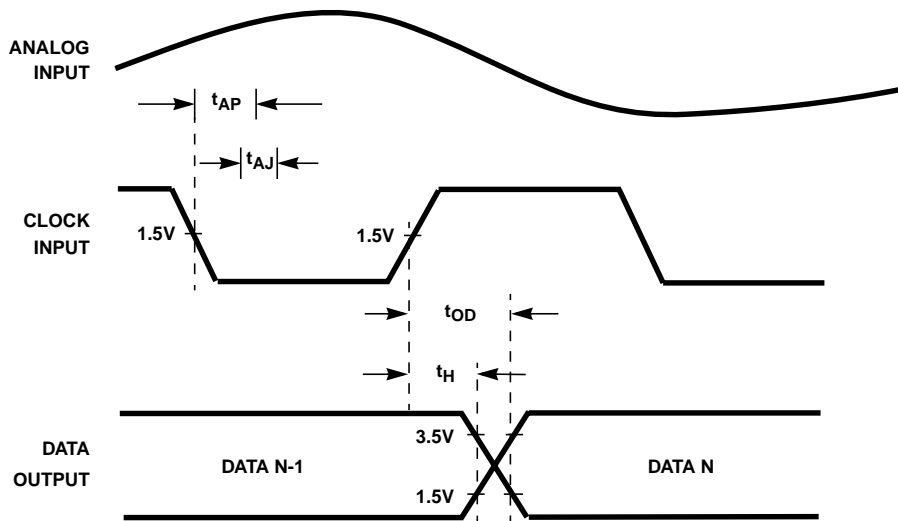 ANALOG
INPUT
tAP
tAJ
CLOCK
INPUT
1.5V
1.5V
tOD
tH
DATA
OUTPUT
3.5V
DATA N-1
DATA N
1.5V